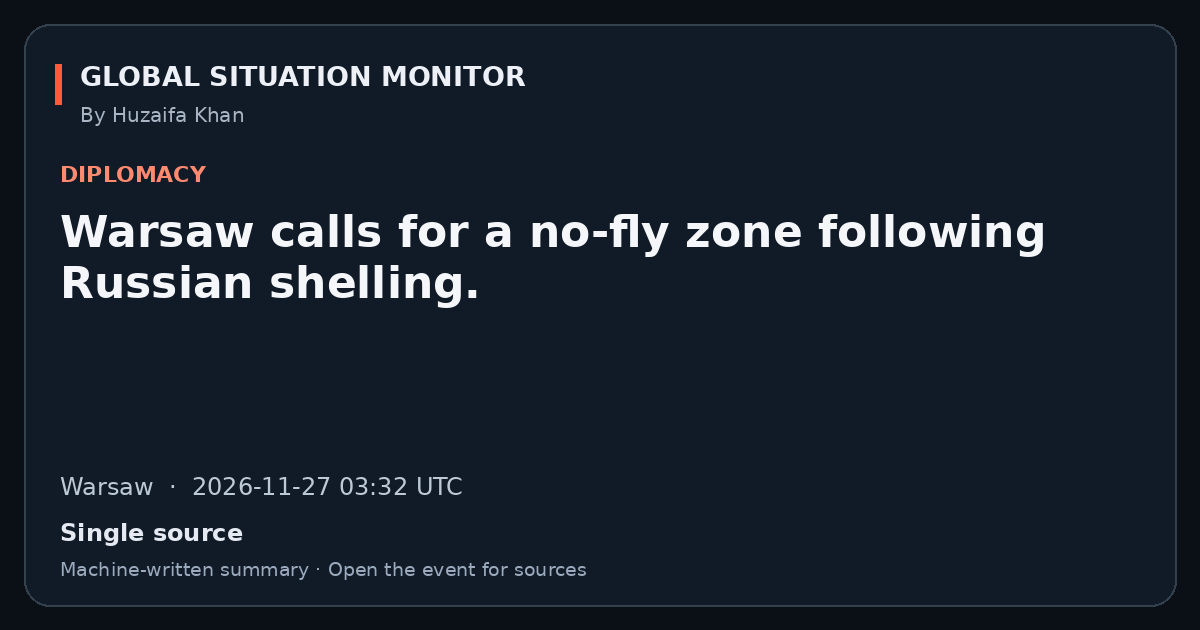 GLOBAL SITUATION MONITOR
By Huzaifa Khan
DIPLOMACY
Warsaw calls for a no-fly zone following
Russian shelling.
Warsaw · 2026-11-27 03:32 UTC
Single source
Machine-written summary · Open the event for sources